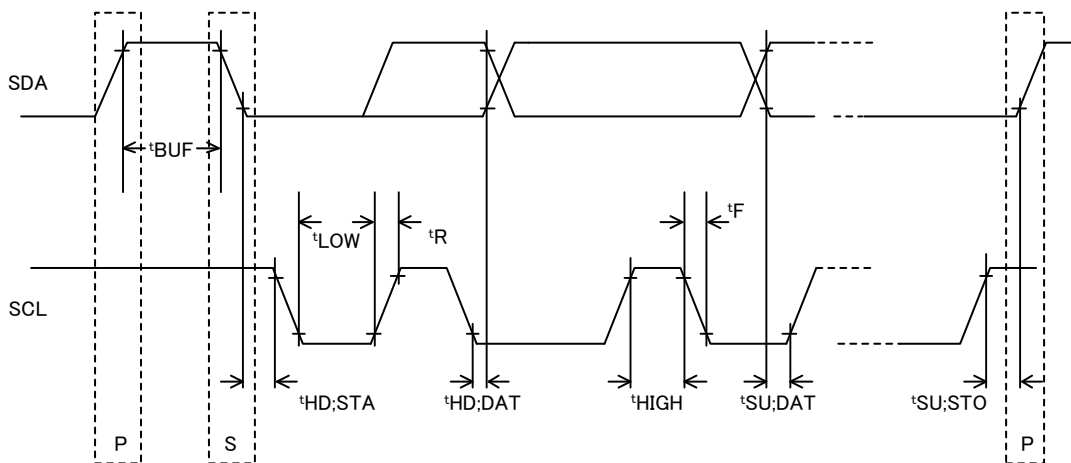 SDA
tBUF
tLOW
tR
tF
SCL
tHD;STA
tHD;DAT
tHIGH
tSU;DAT
tSU;STO
P
S
P